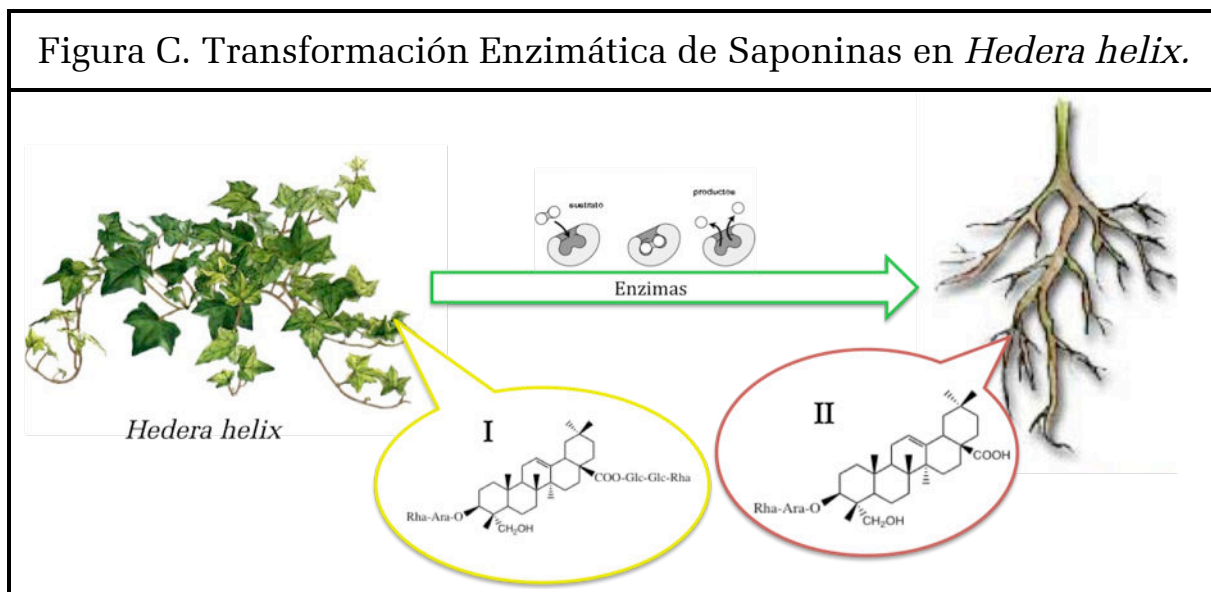 Figura C. Transformación Enzimática de Saponinas en Hedera helix.
sustrato
productos
Enzimas
Hedera helix
I
COO-Glc-Glc-Rha
Rha-Ara-O
CH₂OH
II
COOH
Rha-Ara-O
CH₂OH